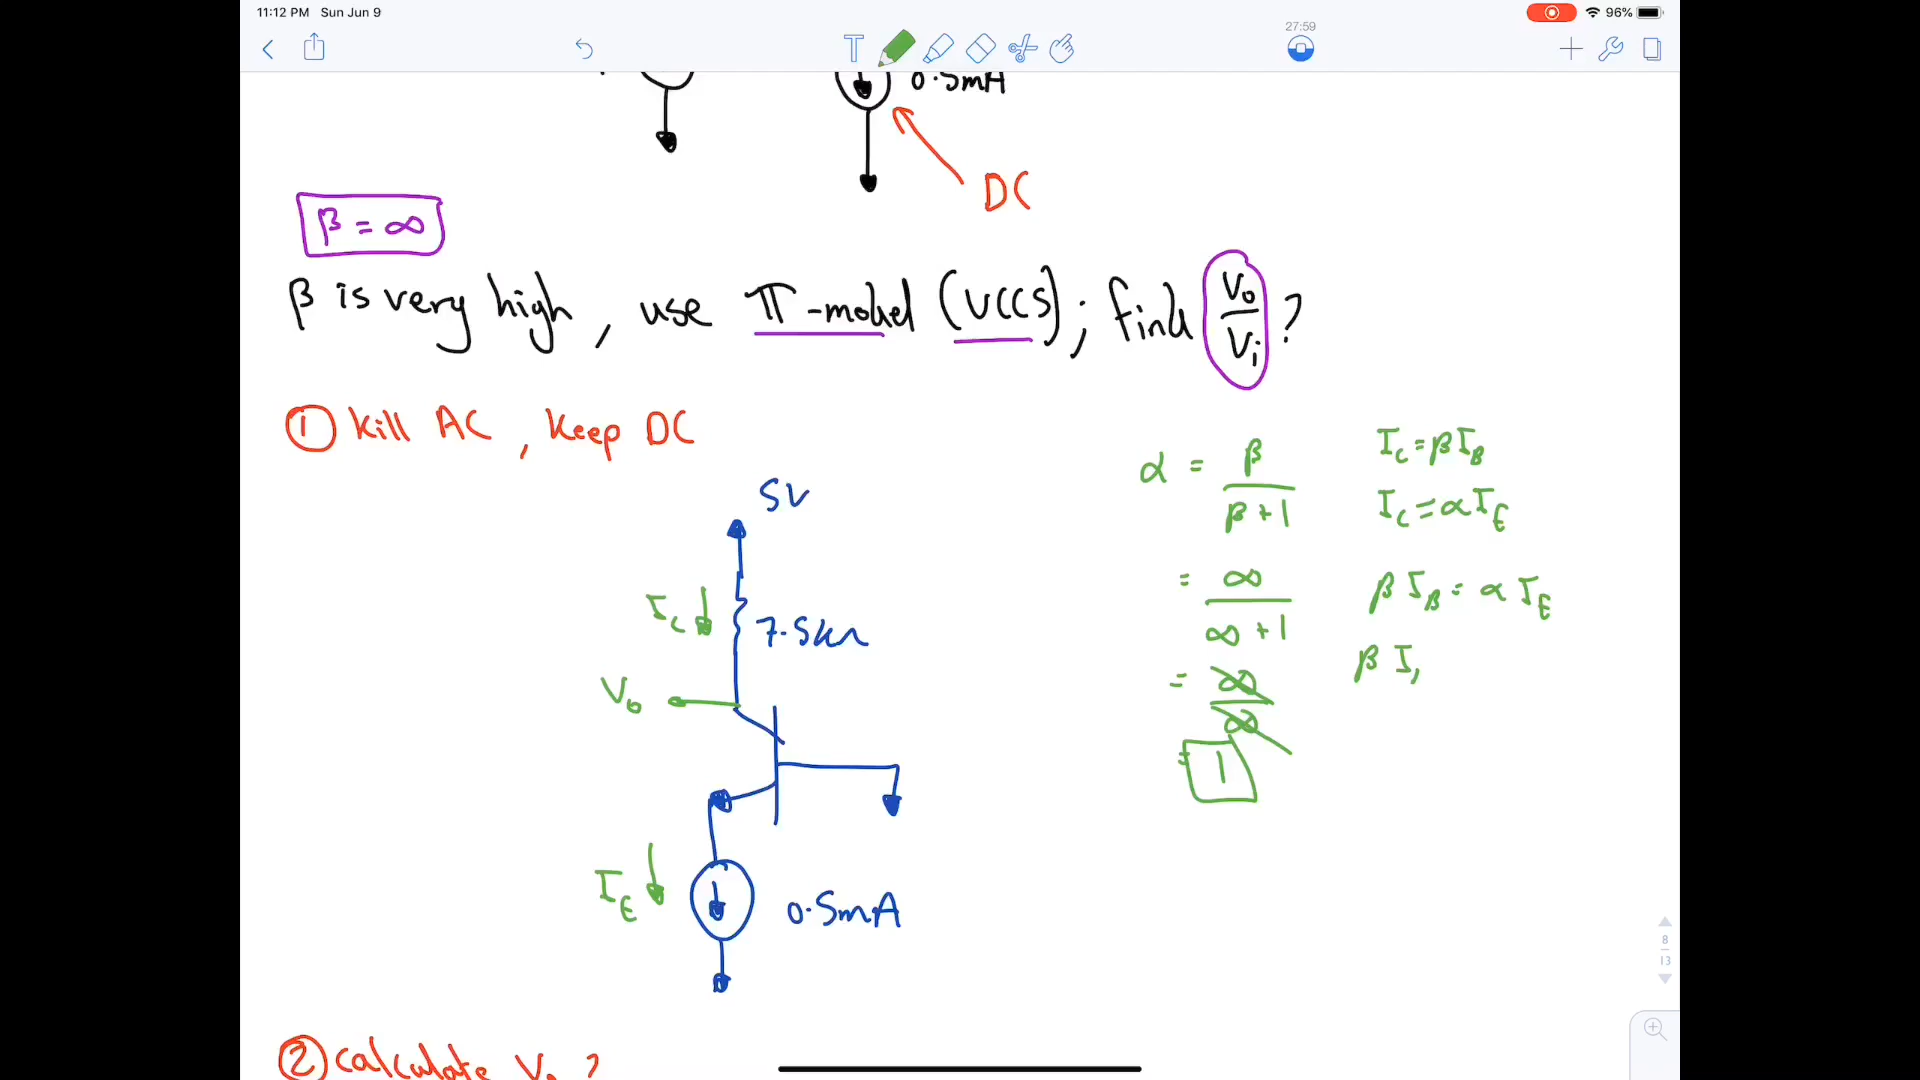 11:12 PM Sun Jun 9
96%
27:59
T
0.5mA
DC
β = ∞
β is very high, use π-model (VCCS); find Vo/Vi ?
① kill AC, keep DC
5V
IC
7.5kΩ
Vo
IE
0.5mA
α = β/(β+1)
= ∞/(∞+1)
= ∞/∞
= 1
IC = βIB
IC = αIE
βIB = αIE
β I
8
13
② calculate